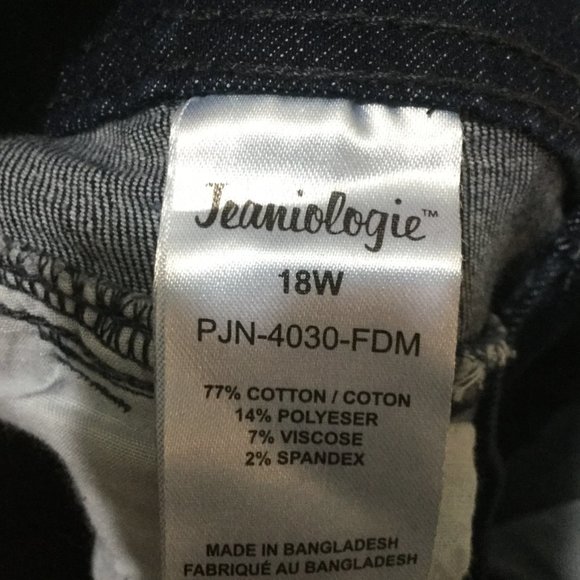 Jeaniologie™
18W
PJN-4030-FDM
77% COTTON / COTON
14% POLYESER
7% VISCOSE
2% SPANDEX
MADE IN BANGLADESH
FABRIQUÉ AU BANGLADESH